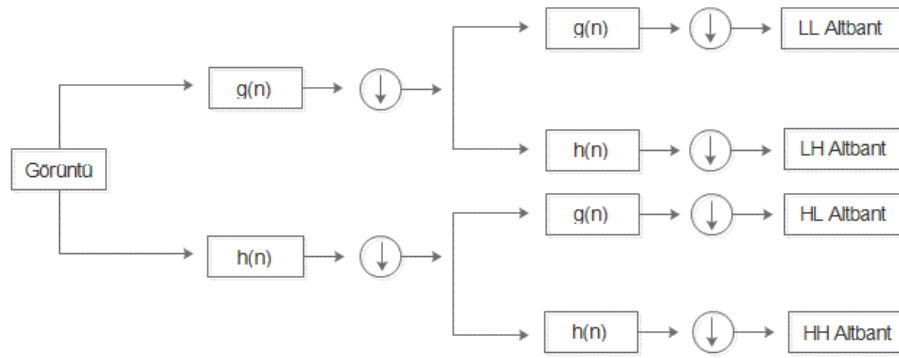 g(n)
LL Altbant
g(n)
h(n)
LH Altbant
Görüntü
g(n)
HL Altbant
h(n)
h(n)
HH Altbant